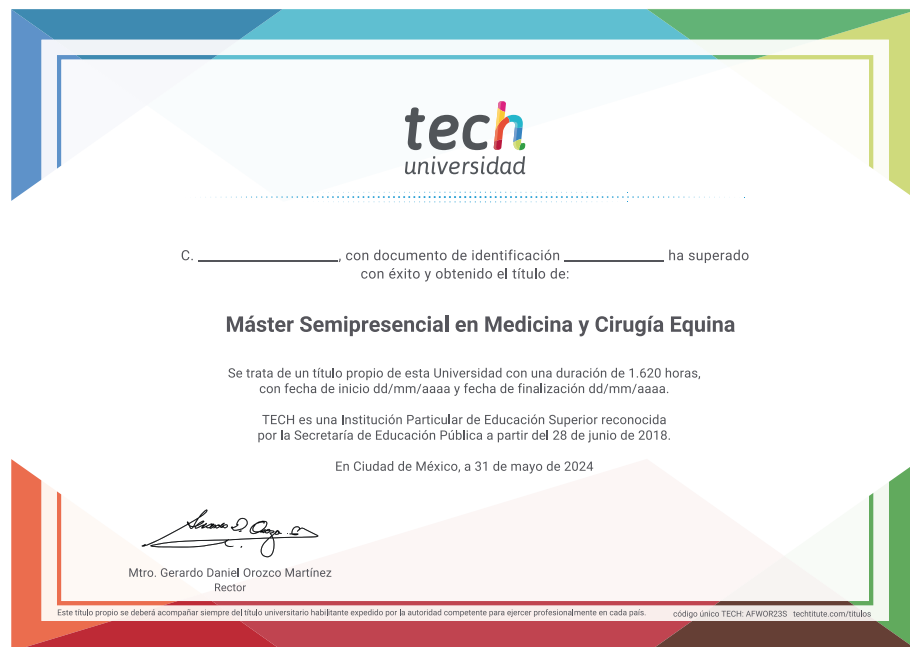 tech
universidad
C. ____________, con documento de identificación ____________ ha superado
con éxito y obtenido el título de:
Máster Semipresencial en Medicina y Cirugía Equina
Se trata de un título propio de esta Universidad con una duración de 1.620 horas,
con fecha de inicio dd/mm/aaaa y fecha de finalización dd/mm/aaaa.
TECH es una Institución Particular de Educación Superior reconocida
por la Secretaría de Educación Pública a partir del 28 de junio de 2018.
En Ciudad de México, a 31 de mayo de 2024
Mtro. Gerardo Daniel Orozco Martínez
Rector
Este título propio se deberá acompañar siempre del título universitario habilitante expedido por la autoridad competente para ejercer profesionalmente en cada país. código único TECH: AFWOR23S techtitute.com/titulos